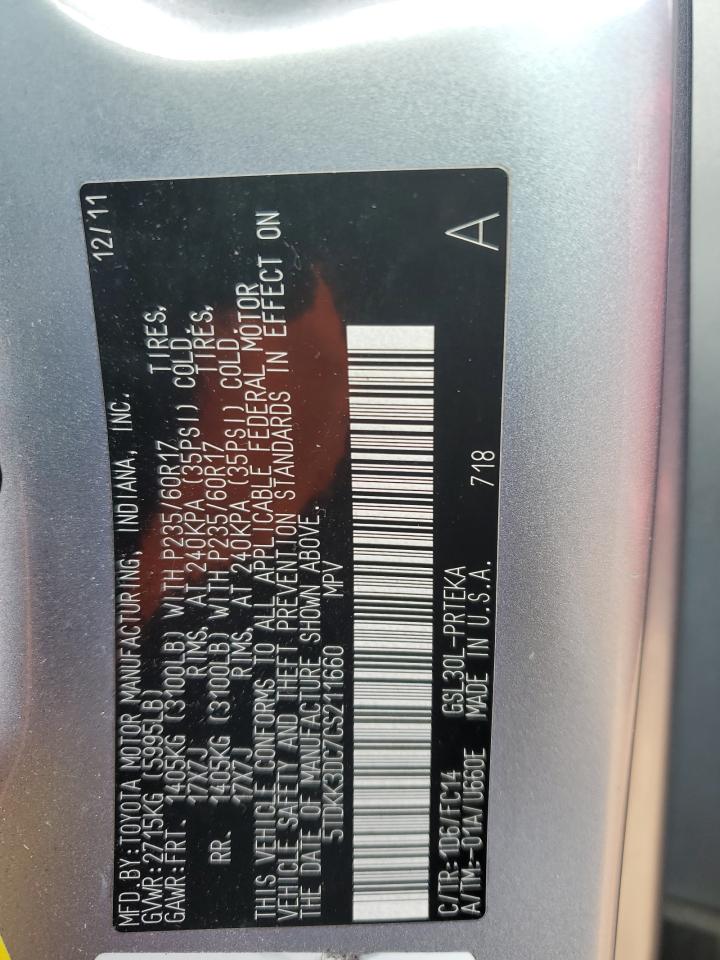 MFD.BY:TOYOTA MOTOR MANUFACTURING, INDIANA, INC. 12/11
GVWR:2715KG (5995LB)
GAWR:FRT. 1405KG (3100LB) WITH P235/60R17 TIRES,
17X7J RIMS, AT 240KPA (35PSI) COLD.
RR. 1405KG (3100LB) WITH P235/60R17 TIRES,
17X7J RIMS, AT 240KPA (35PSI) COLD.
THIS VEHICLE CONFORMS TO ALL APPLICABLE FEDERAL MOTOR
VEHICLE SAFETY AND THEFT PREVENTION STANDARDS IN EFFECT ON
THE DATE OF MANUFACTURE SHOWN ABOVE.
5TDKK3DC7CS211660 MPV
C/TR:1D6/FC14 GSL30L-PRTEKA
A/TM:-01A/U660E MADE IN U.S.A. 718 A